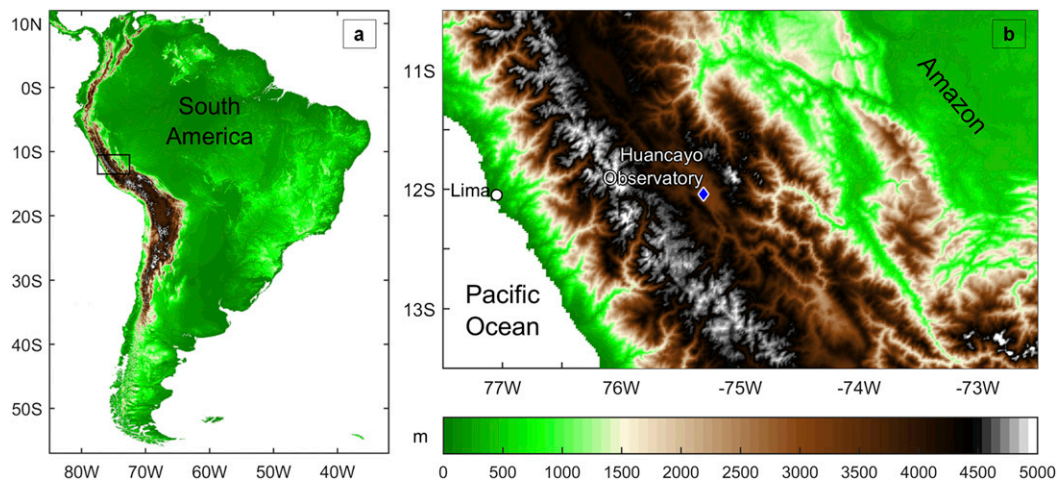 10N
0S
10S
20S
30S
40S
50S
80W
70W
60W
50W
40W
a
South
America
b
11S
12S
13S
77W
76W
-75W
-74W
-73W
Amazon
Huancayo
Observatory
Lima
Pacific
Ocean
m
0
500
1000
1500
2000
2500
3000
3500
4000
4500
5000